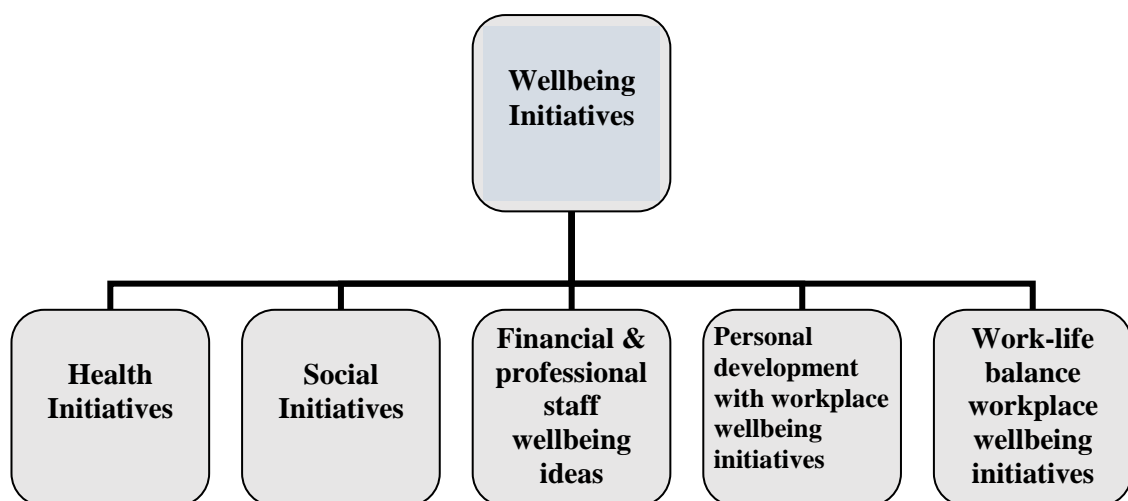 Wellbeing
Initiatives
Health
Initiatives
Social
Initiatives
Financial &
professional
staff
wellbeing
ideas
Personal
development
with workplace
wellbeing
initiatives
Work-life
balance
workplace
wellbeing
initiatives